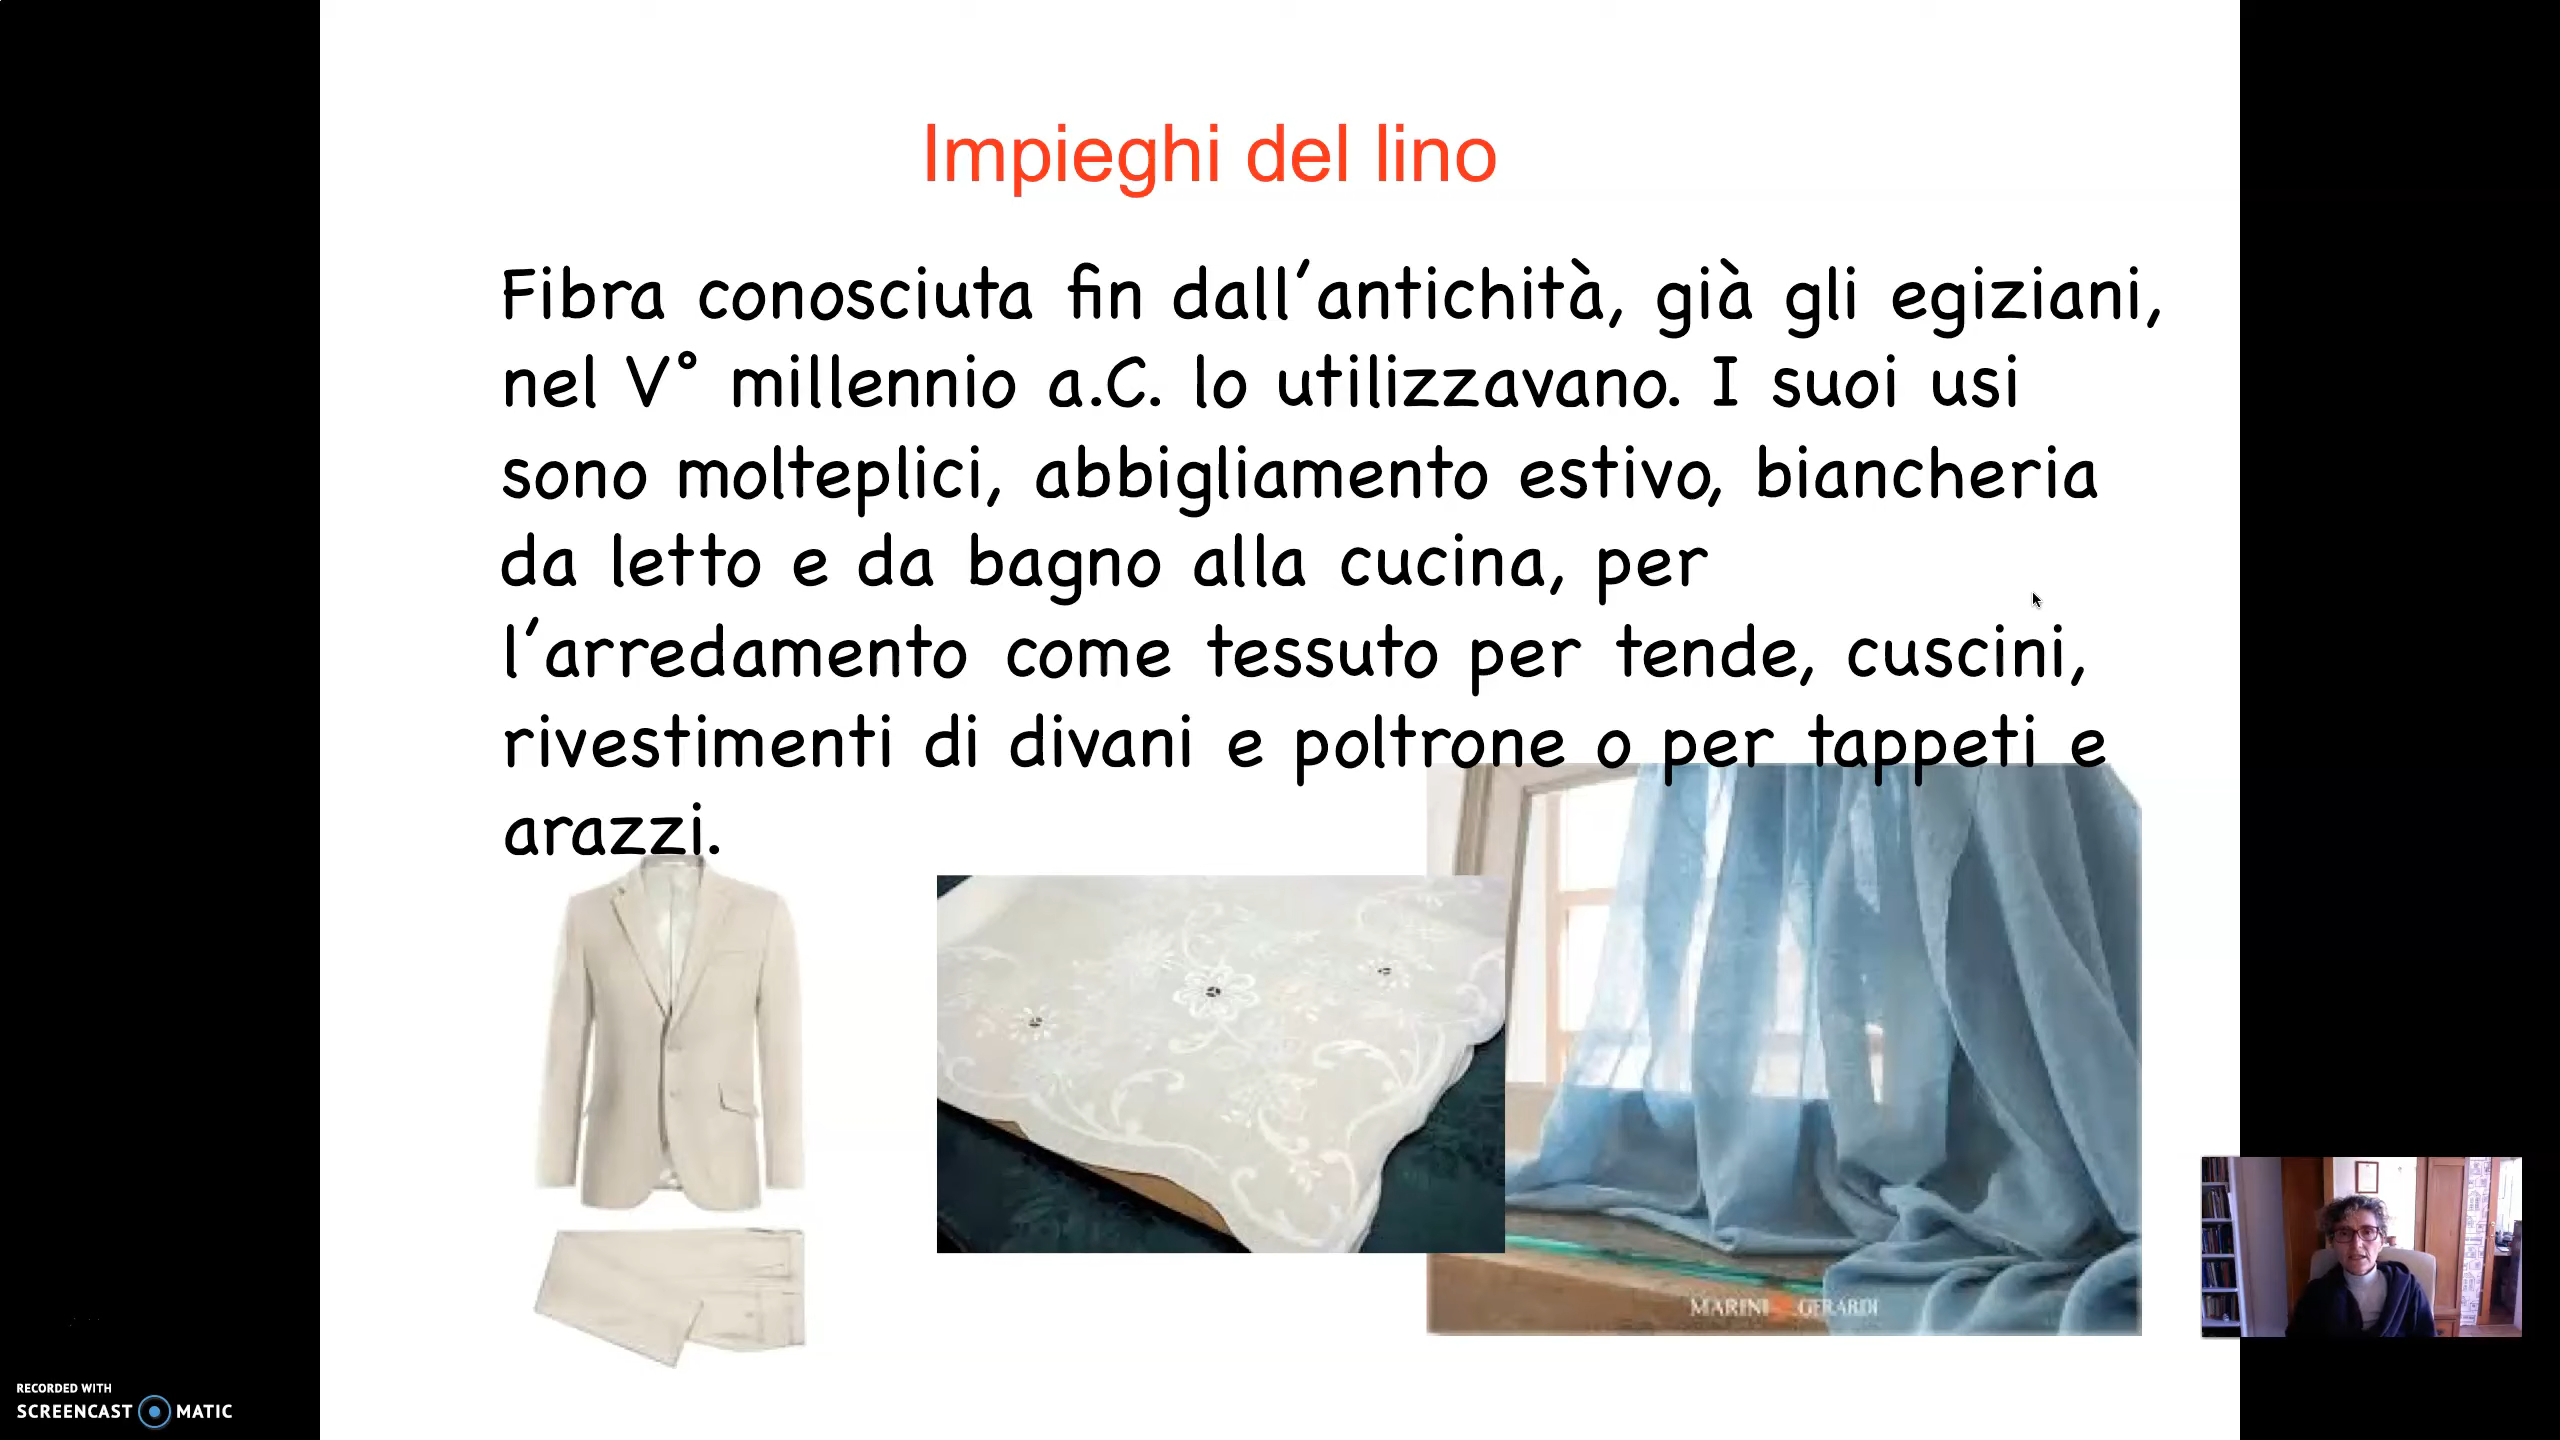 Impieghi del lino
Fibra conosciuta fin dall’antichità, già gli egiziani,
nel V° millennio a.C. lo utilizzavano. I suoi usi
sono molteplici, abbigliamento estivo, biancheria
da letto e da bagno alla cucina, per
l’arredamento come tessuto per tende, cuscini,
rivestimenti di divani e poltrone o per tappeti e
arazzi.
MARINI GERARDI
RECORDED WITH
SCREENCAST MATIC